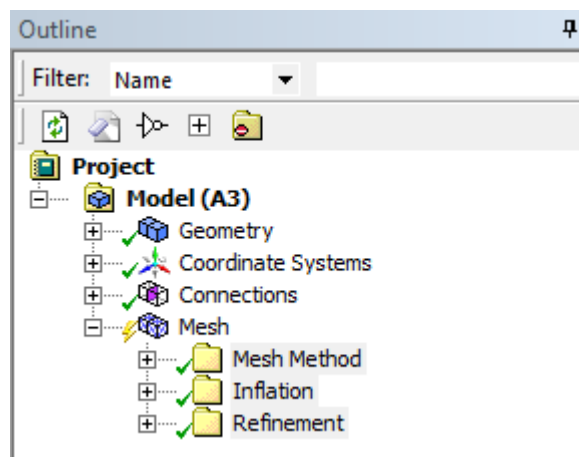 Outline
Filter: Name
Project
Model (A3)
Geometry
Coordinate Systems
Connections
Mesh
Mesh Method
Inflation
Refinement